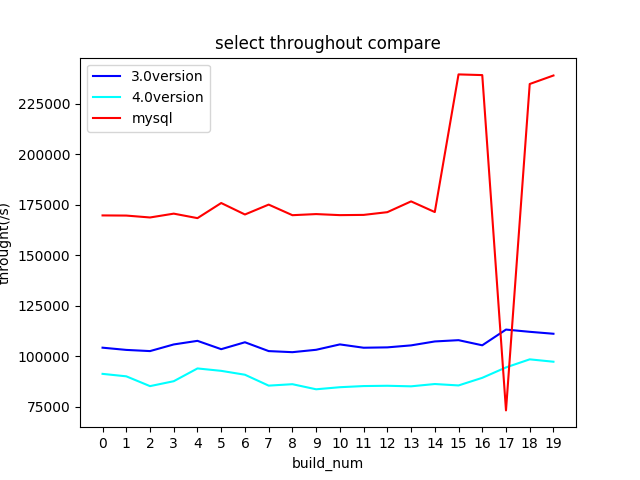 select throughout compare
3.0version
4.0version
mysql
225000
200000
175000
150000
125000
100000
75000
throught(/s)
0 1 2 3 4 5 6 7 8 9 10 11 12 13 14 15 16 17 18 19
build_num